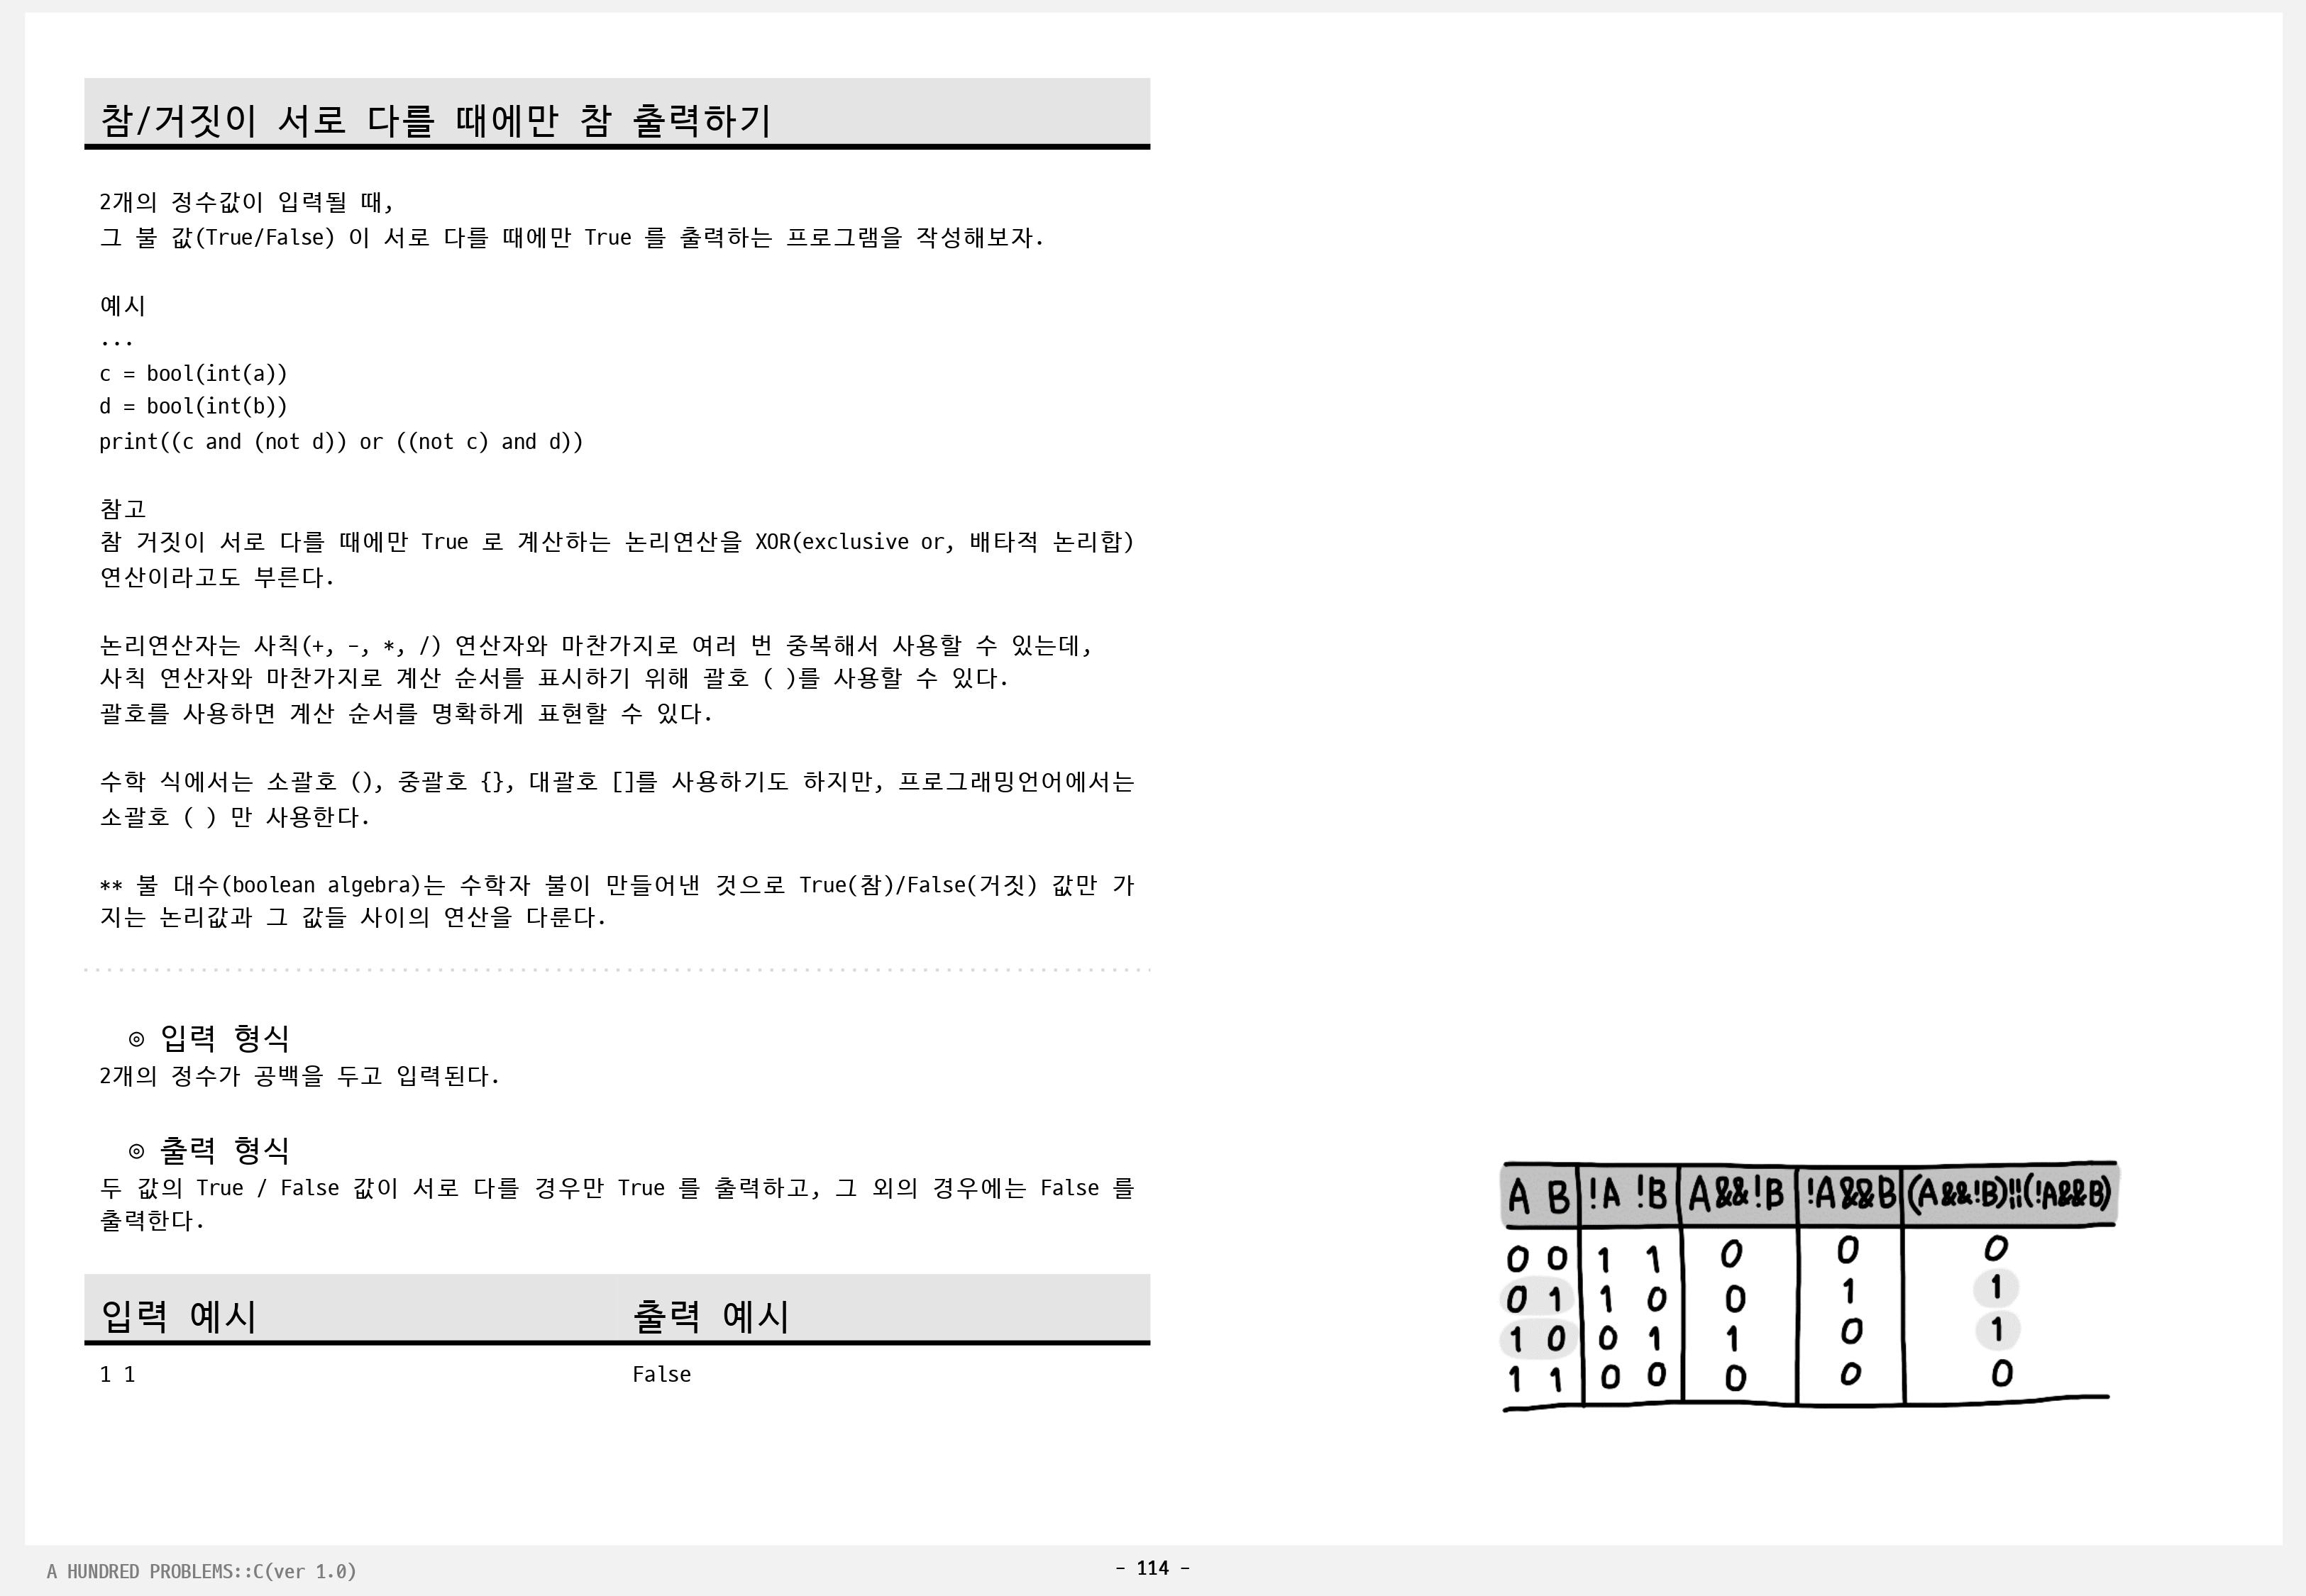 참/거짓이 서로 다를 때에만 참 출력하기
2개의 정수값이 입력될 때,
그 불 값(True/False) 이 서로 다를 때에만 True 를 출력하는 프로그램을 작성해보자.
예시
...
c = bool(int(a))
d = bool(int(b))
print((c and (not d)) or ((not c) and d))
참고
참 거짓이 서로 다를 때에만 True 로 계산하는 논리연산을 XOR(exclusive or, 배타적 논리합)
연산이라고도 부른다.
논리연산자는 사칙(+, -, *, /) 연산자와 마찬가지로 여러 번 중복해서 사용할 수 있는데,
사칙 연산자와 마찬가지로 계산 순서를 표시하기 위해 괄호 ( )를 사용할 수 있다.
괄호를 사용하면 계산 순서를 명확하게 표현할 수 있다.
수학 식에서는 소괄호 (), 중괄호 {}, 대괄호 []를 사용하기도 하지만, 프로그래밍언어에서는
소괄호 ( ) 만 사용한다.
** 불 대수(boolean algebra)는 수학자 불이 만들어낸 것으로 True(참)/False(거짓) 값만 가
지는 논리값과 그 값들 사이의 연산을 다룬다.
◎ 입력 형식
2개의 정수가 공백을 두고 입력된다.
◎ 출력 형식
두 값의 True / False 값이 서로 다를 경우만 True 를 출력하고, 그 외의 경우에는 False 를
출력한다.
입력 예시 출력 예시
1 1 False
A B !A !B A&&!B !A&&B (A&&!B)¦¦(!A&&B)
0 0 1 1 0 0 0
0 1 1 0 0 1 1
1 0 0 1 1 0 1
1 1 0 0 0 0 0
A HUNDRED PROBLEMS::C(ver 1.0)
- 114 -